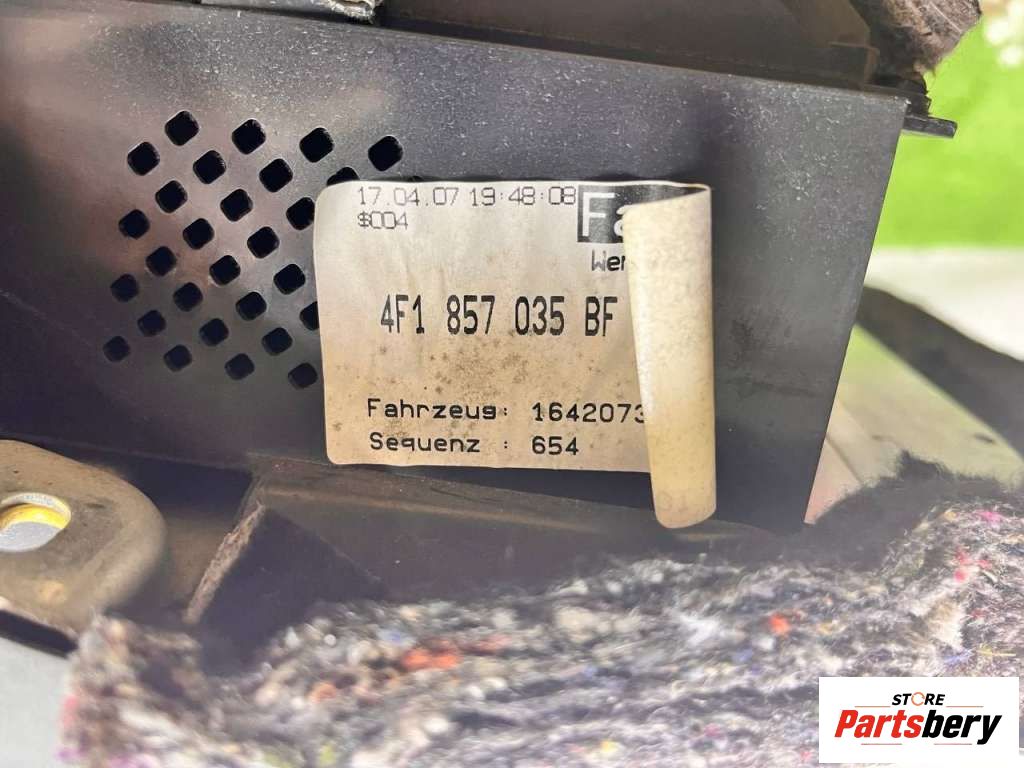 17.04.07 19:48:08
$004
4F1 857 035 BF
Fahrzeug: 1642073
Sequenz : 654
STORE
Partsbery